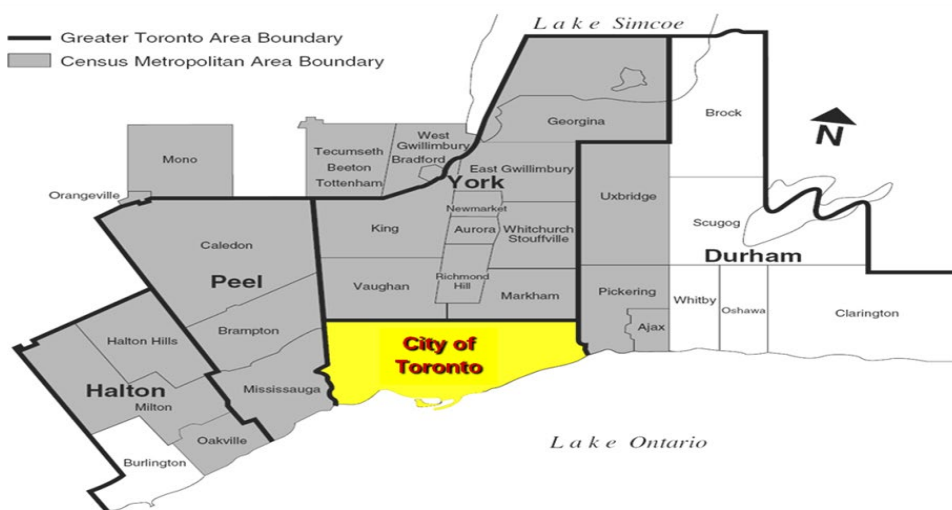 Lake Simcoe
Greater Toronto Area Boundary
Census Metropolitan Area Boundary
Brock
N
Georgina
West
Gwillimbury
Bradford
Tecumseth
Beeton
Tottenham
Mono
Orangeville
East Gwillimbury
York
Uxbridge
Newmarket
King
Aurora
Whitchurch
Stouffville
Scugog
Durham
Caledon
Peel
Vaughan
Richmond
Hill
Markham
Pickering
Whitby
Oshawa
Clarington
Ajax
Brampton
Halton Hills
City of
Toronto
Halton
Mississauga
Milton
Oakville
Burlington
Lake Ontario